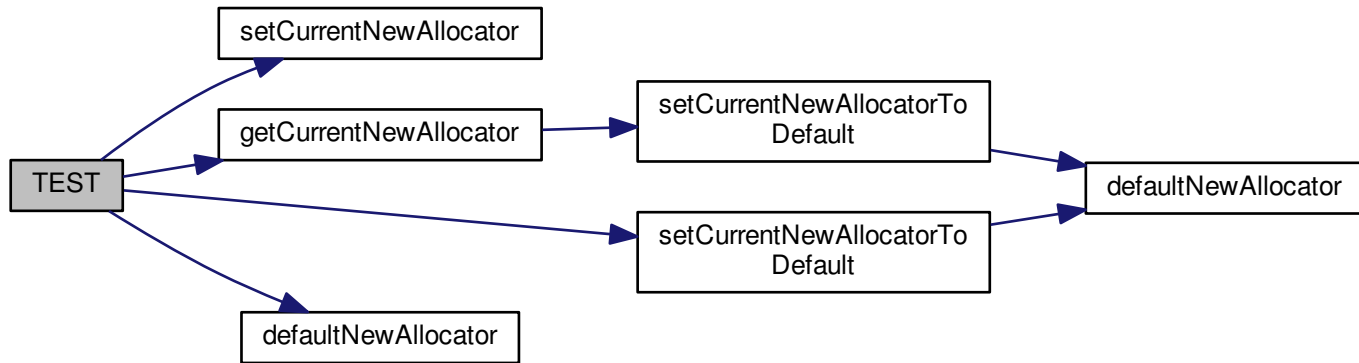 setCurrentNewAllocator
getCurrentNewAllocator
setCurrentNewAllocatorTo
Default
TEST
defaultNewAllocator
setCurrentNewAllocatorTo
Default
defaultNewAllocator